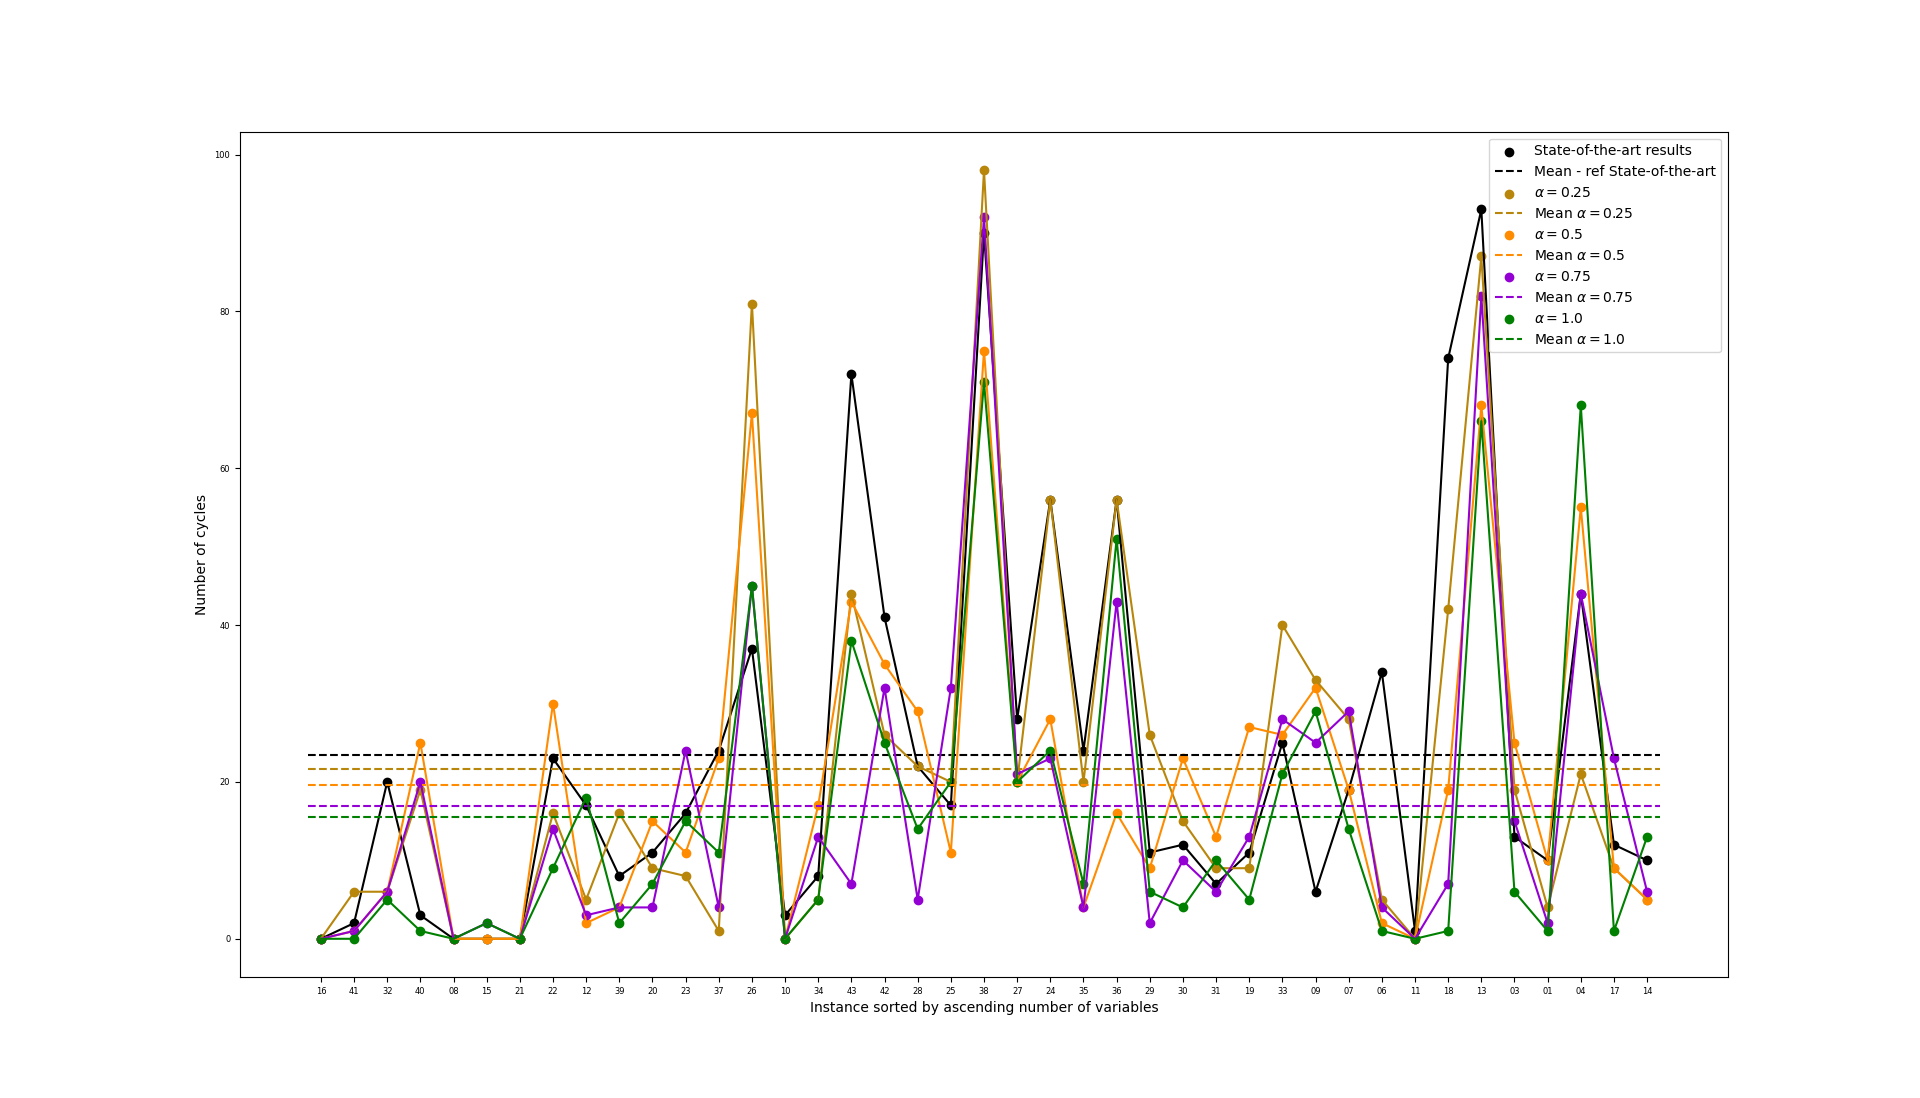 100
80
60
40
20
0
Number of cycles
State-of-the-art results
Mean - ref State-of-the-art
α = 0.25
Mean α = 0.25
α = 0.5
Mean α = 0.5
α = 0.75
Mean α = 0.75
α = 1.0
Mean α = 1.0
16 41 32 40 08 15 21 22 12 39 20 23 37 26 10 34 43 42 28 25 38 27 24 35 36 29 30 31 19 33 09 07 06 11 18 13 03 01 04 17 14
Instance sorted by ascending number of variables